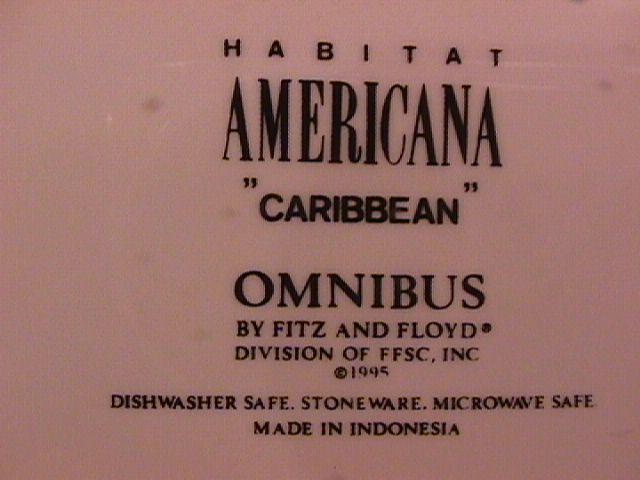 HABITAT
AMERICANA
"CARIBBEAN"
OMNIBUS
BY FITZ AND FLOYD®
DIVISION OF FFSC, INC
©1995
DISHWASHER SAFE. STONEWARE. MICROWAVE SAFE
MADE IN INDONESIA